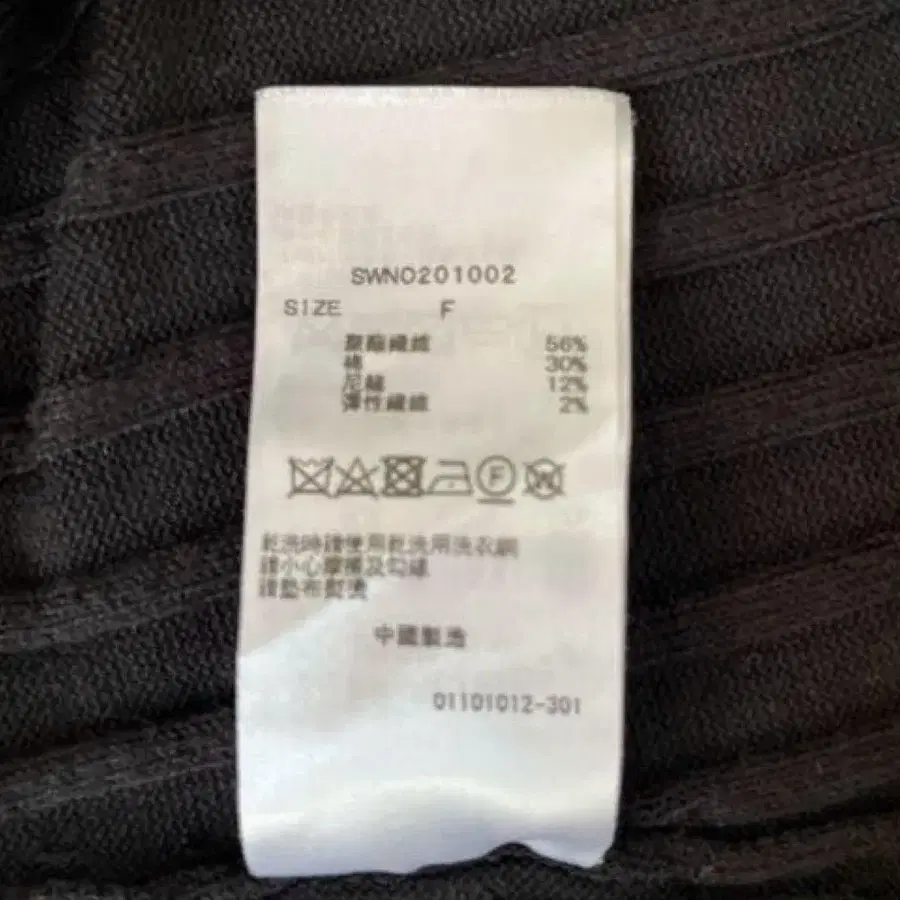 SWNO201002
SIZE F
聚酯纖維 56%
棉 30%
尼龍 12%
彈性纖維 2%
乾洗時請使用乾洗用洗衣網
請小心摩擦及勾線
請墊布熨燙
中國製造
01101012-301